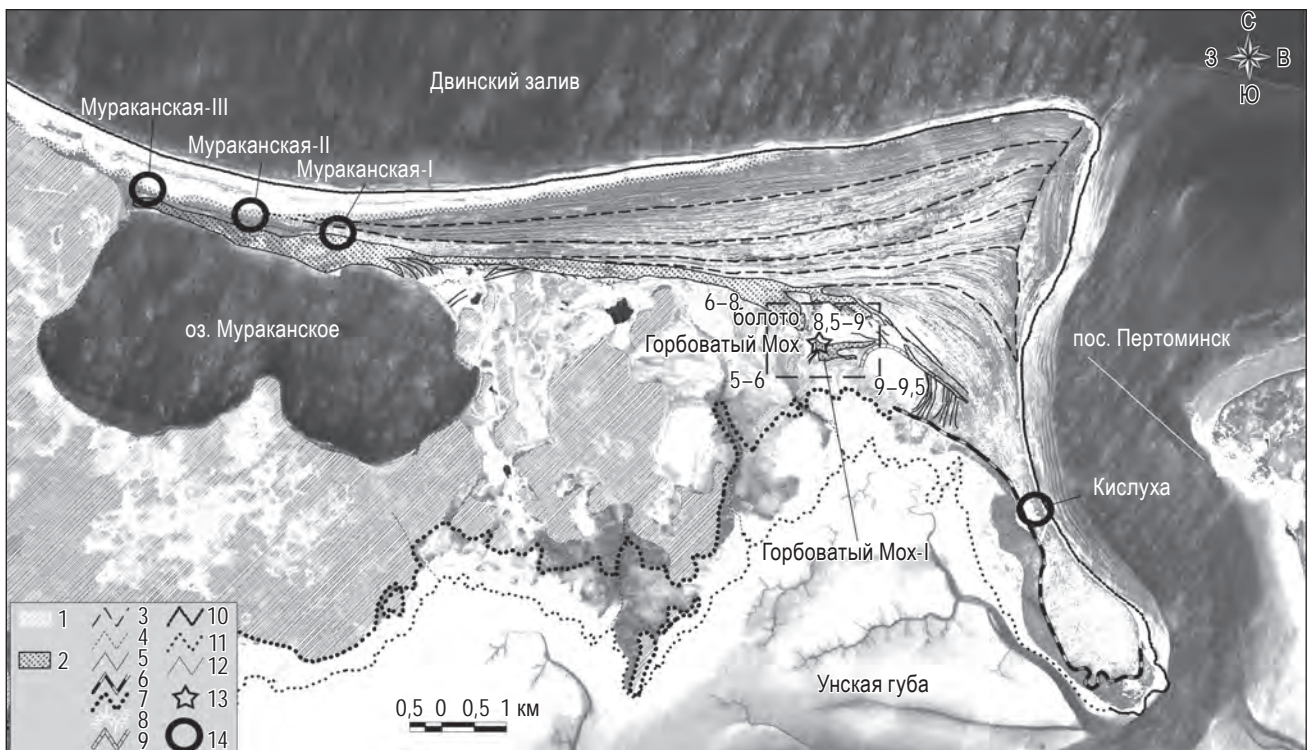 С
З
В
Ю
Двинский залив
Мураканская-III
Мураканская-II
Мураканская-I
оз. Мураканское
6–8
болото
8,5–9
Горбоватый Мох
5–6
9–9,5
пос. Пертоминск
Кислуха
Горбоватый Мох-I
Унская губа
0,5 0 0,5 1 км
1
2
3
4
5
6
7
8
9
10
11
12
13
14